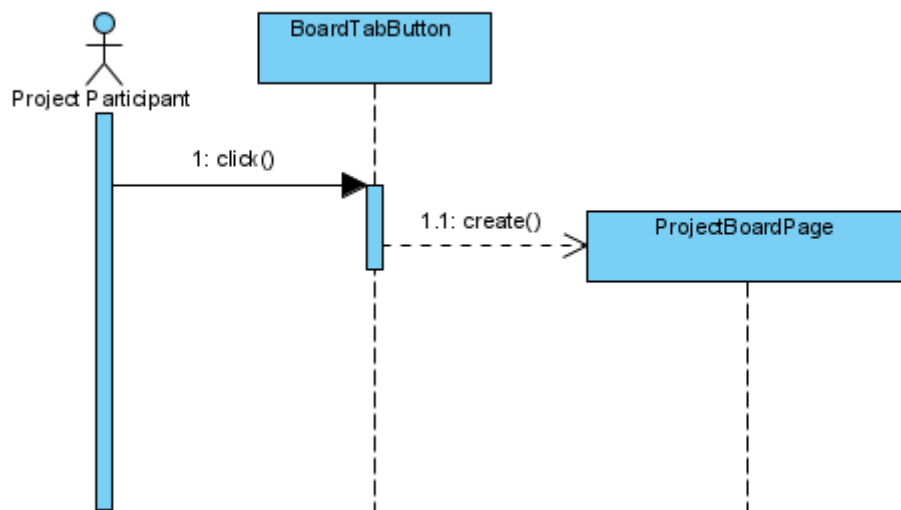 BoardTabButton
Project Participant
1: click()
1.1: create()
ProjectBoardPage